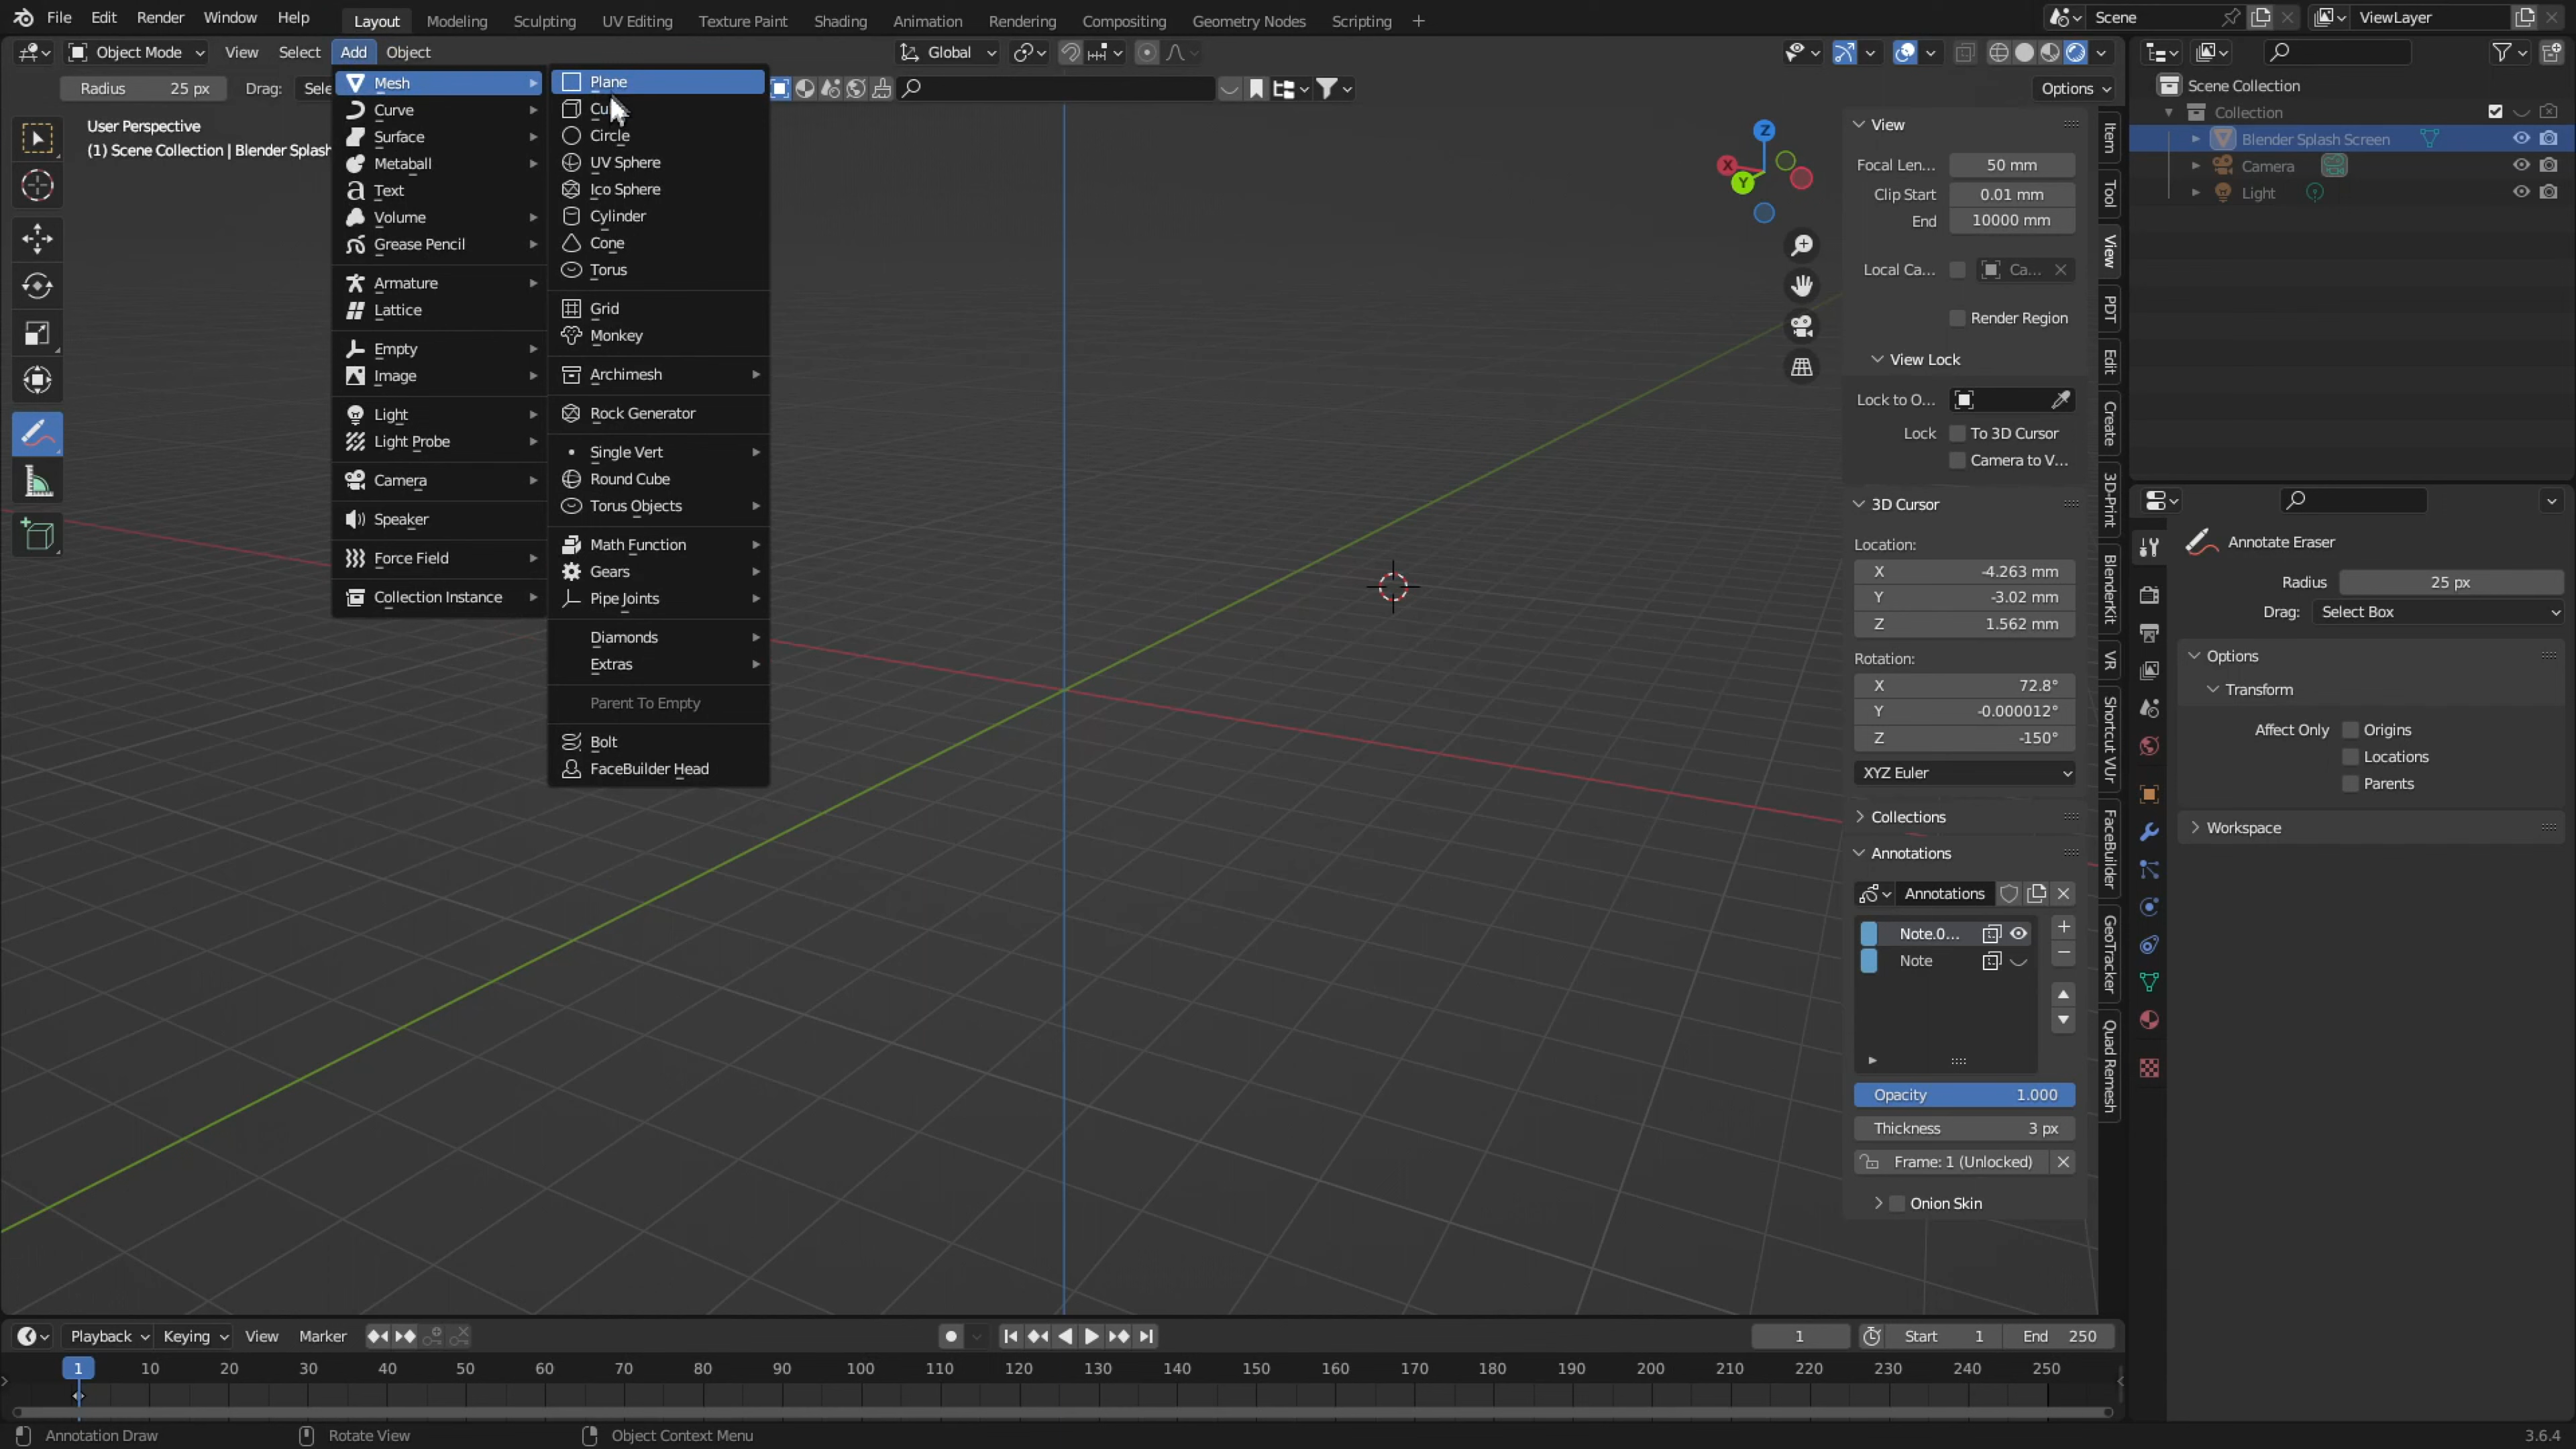 File Edit Render Window Help Layout Modeling Sculpting UV Editing Texture Paint Shading Animation Rendering Compositing Geometry Nodes Scripting + Scene ViewLayer
Object Mode View Select Add Object Global
Radius 25 px Drag: Options
User Perspective
(1) Scene Collection | Blender Splash
Mesh
Curve
Surface
Metaball
Text
Volume
Grease Pencil
Armature
Lattice
Empty
Image
Light
Light Probe
Camera
Speaker
Force Field
Collection Instance
Plane
Circle
UV Sphere
Ico Sphere
Cylinder
Cone
Torus
Grid
Monkey
Archimesh
Rock Generator
Single Vert
Round Cube
Torus Objects
Math Function
Gears
Pipe Joints
Diamonds
Extras
Parent To Empty
Bolt
FaceBuilder Head
Z
X
Y
View
Focal Len... 50 mm
Clip Start 0.01 mm
End 10000 mm
Local Ca... Ca...
Render Region
View Lock
Lock to O...
Lock To 3D Cursor
Camera to V...
3D Cursor
Location:
X -4.263 mm
Y -3.02 mm
Z 1.562 mm
Rotation:
X 72.8°
Y -0.000012°
Z -150°
XYZ Euler
Collections
Annotations
Annotations
Note.0...
Note
Opacity 1.000
Thickness 3 px
Frame: 1 (Unlocked)
Onion Skin
Item
Tool
View
PDT
Edit
Create
3D-Print
BlenderKit
VR
Shortcut VUr
FaceBuilder
GeoTracker
Quad Remesh
Scene Collection
Collection
Blender Splash Screen
Camera
Light
Annotate Eraser
Radius 25 px
Drag: Select Box
Options
Transform
Affect Only Origins
Locations
Parents
Workspace
Playback Keying View Marker 1 Start 1 End 250
1 10 20 30 40 50 60 70 80 90 100 110 120 130 140 150 160 170 180 190 200 210 220 230 240 250
Annotation Draw Rotate View Object Context Menu 3.6.4